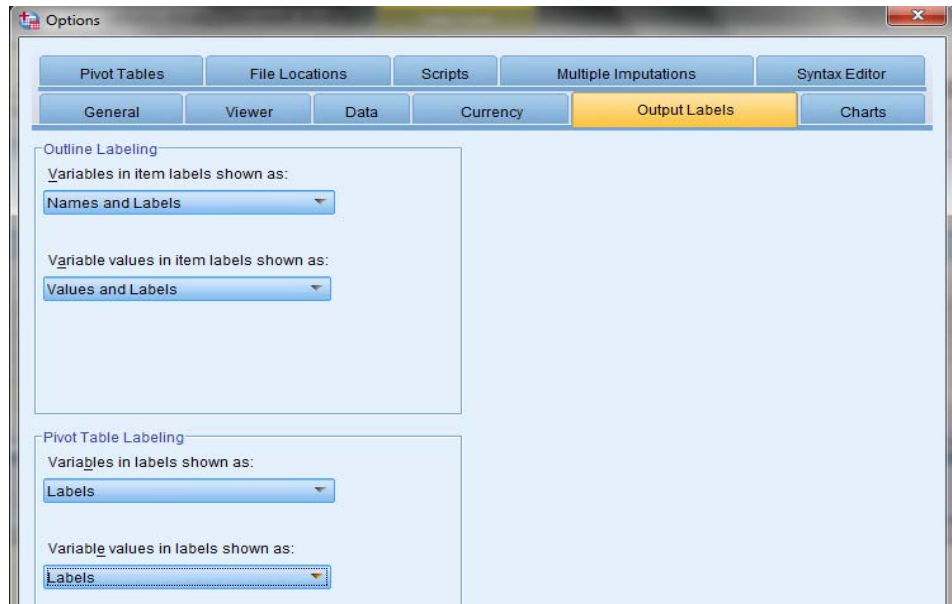 Options
Pivot Tables File Locations Scripts Multiple Imputations Syntax Editor
General Viewer Data Currency Output Labels Charts
Outline Labeling
Variables in item labels shown as:
Names and Labels
Variable values in item labels shown as:
Values and Labels
Pivot Table Labeling
Variables in labels shown as:
Labels
Variable values in labels shown as:
Labels